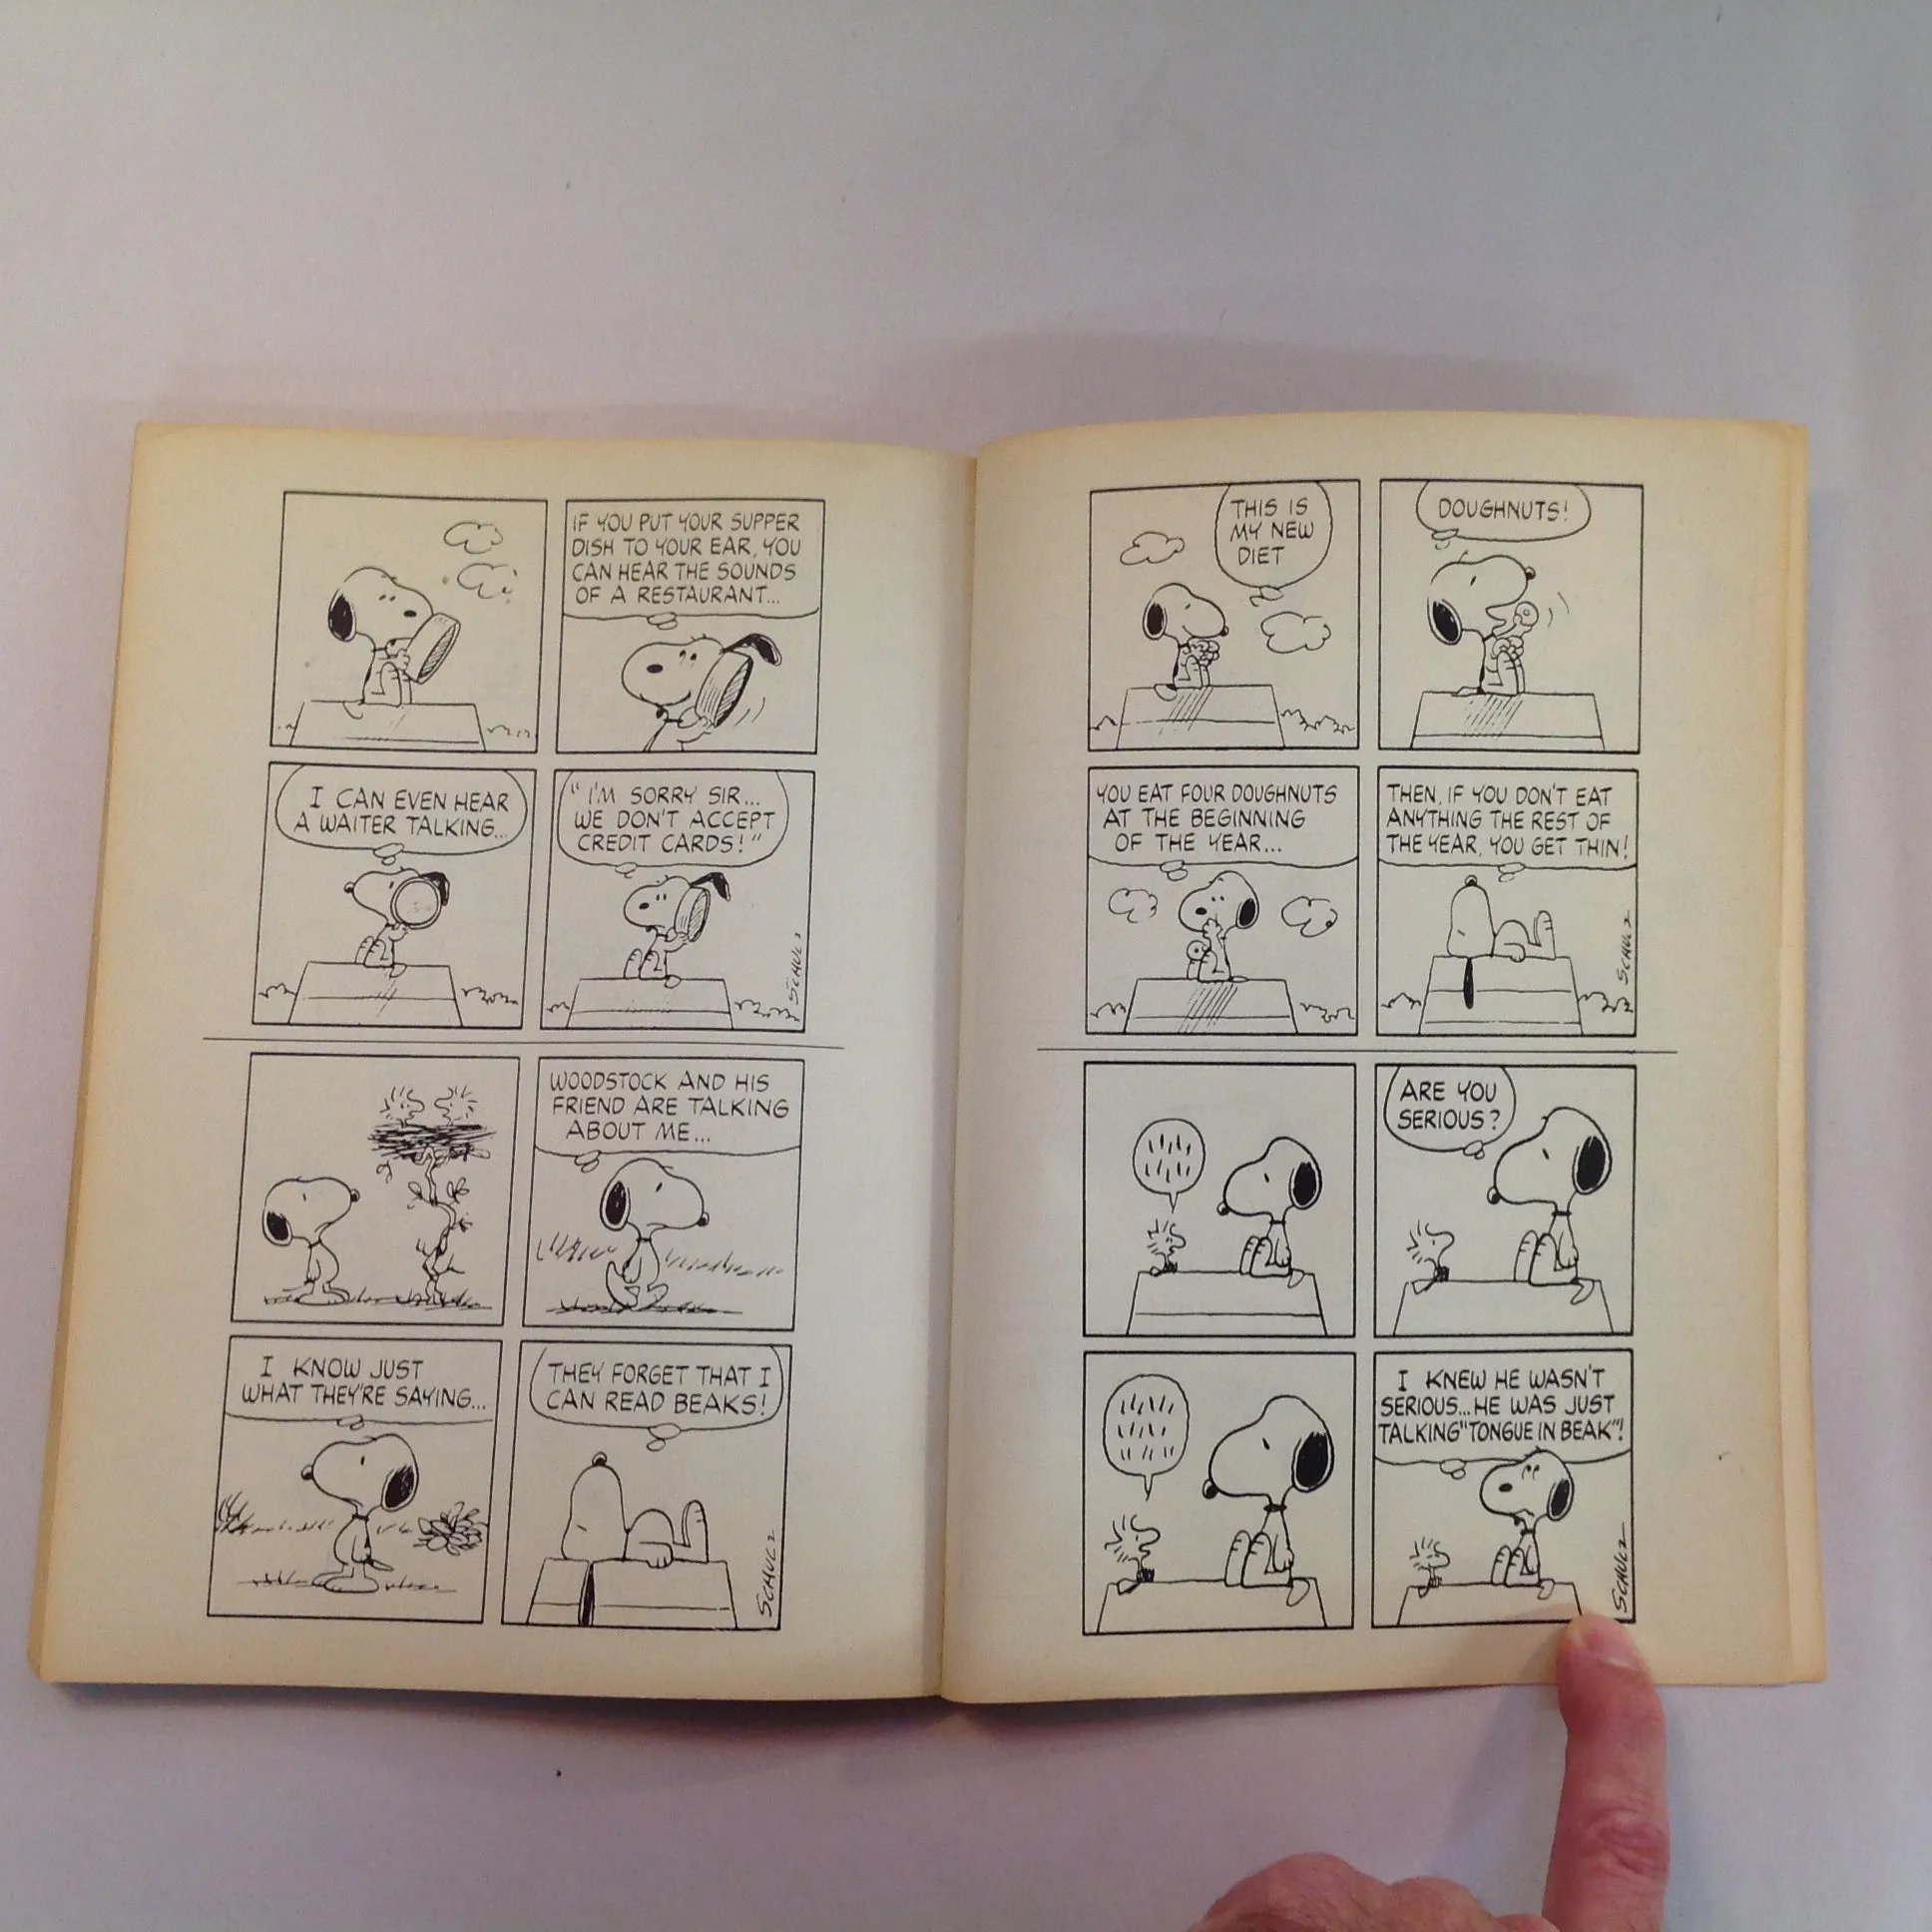 IF YOU PUT YOUR SUPPER
DISH TO YOUR EAR, YOU
CAN HEAR THE SOUNDS
OF A RESTAURANT...
I CAN EVEN HEAR
A WAITER TALKING...
"I'M SORRY SIR...
WE DON'T ACCEPT
CREDIT CARDS!"
SCHULZ
WOODSTOCK AND HIS
FRIEND ARE TALKING
ABOUT ME...
I KNOW JUST
WHAT THEY'RE SAYING...
THEY FORGET THAT I
CAN READ BEAKS!
SCHULZ
THIS IS
MY NEW
DIET
DOUGHNUTS!
YOU EAT FOUR DOUGHNUTS
AT THE BEGINNING
OF THE YEAR...
THEN, IF YOU DON'T EAT
ANYTHING THE REST OF
THE YEAR, YOU GET THIN!
SCHULZ
ARE YOU
SERIOUS?
I KNEW HE WASN'T
SERIOUS...HE WAS JUST
TALKING "TONGUE IN BEAK"!
SCHULZ